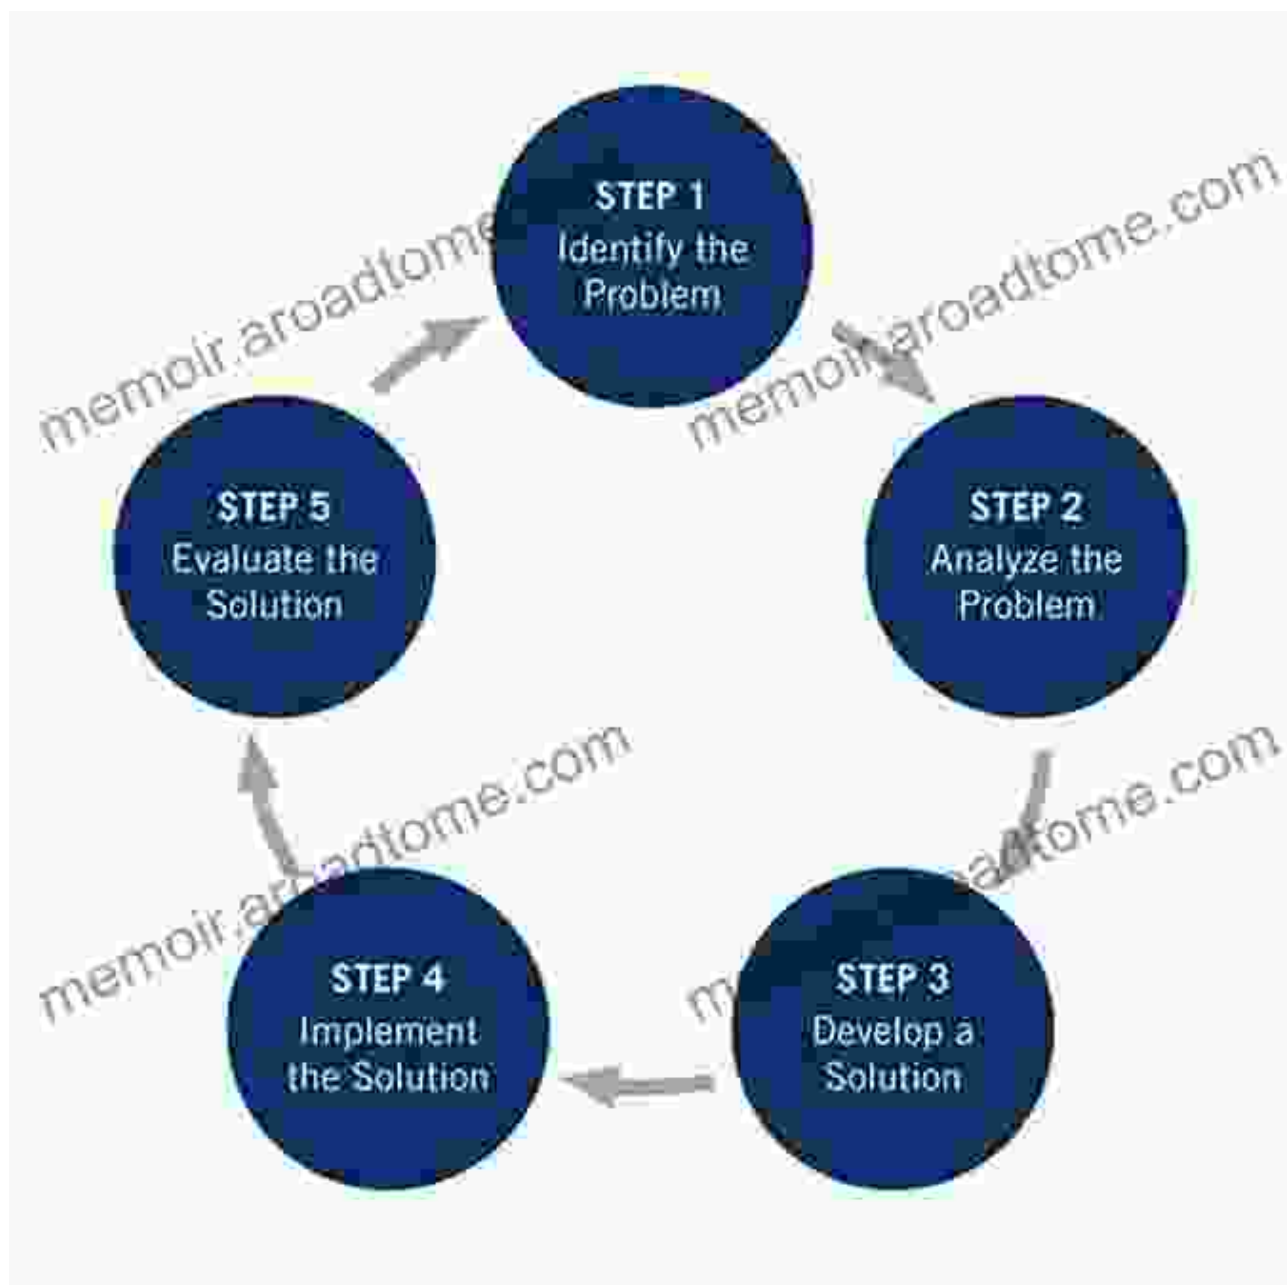 STEP 1
Identify the
Problem
STEP 2
Analyze the
Problem
STEP 3
Develop a
Solution
STEP 4
Implement
the Solution
STEP 5
Evaluate the
Solution
memoir.aroadtome
memoir.aroadtome.com
memoir.aroadtome.com
adtome.com